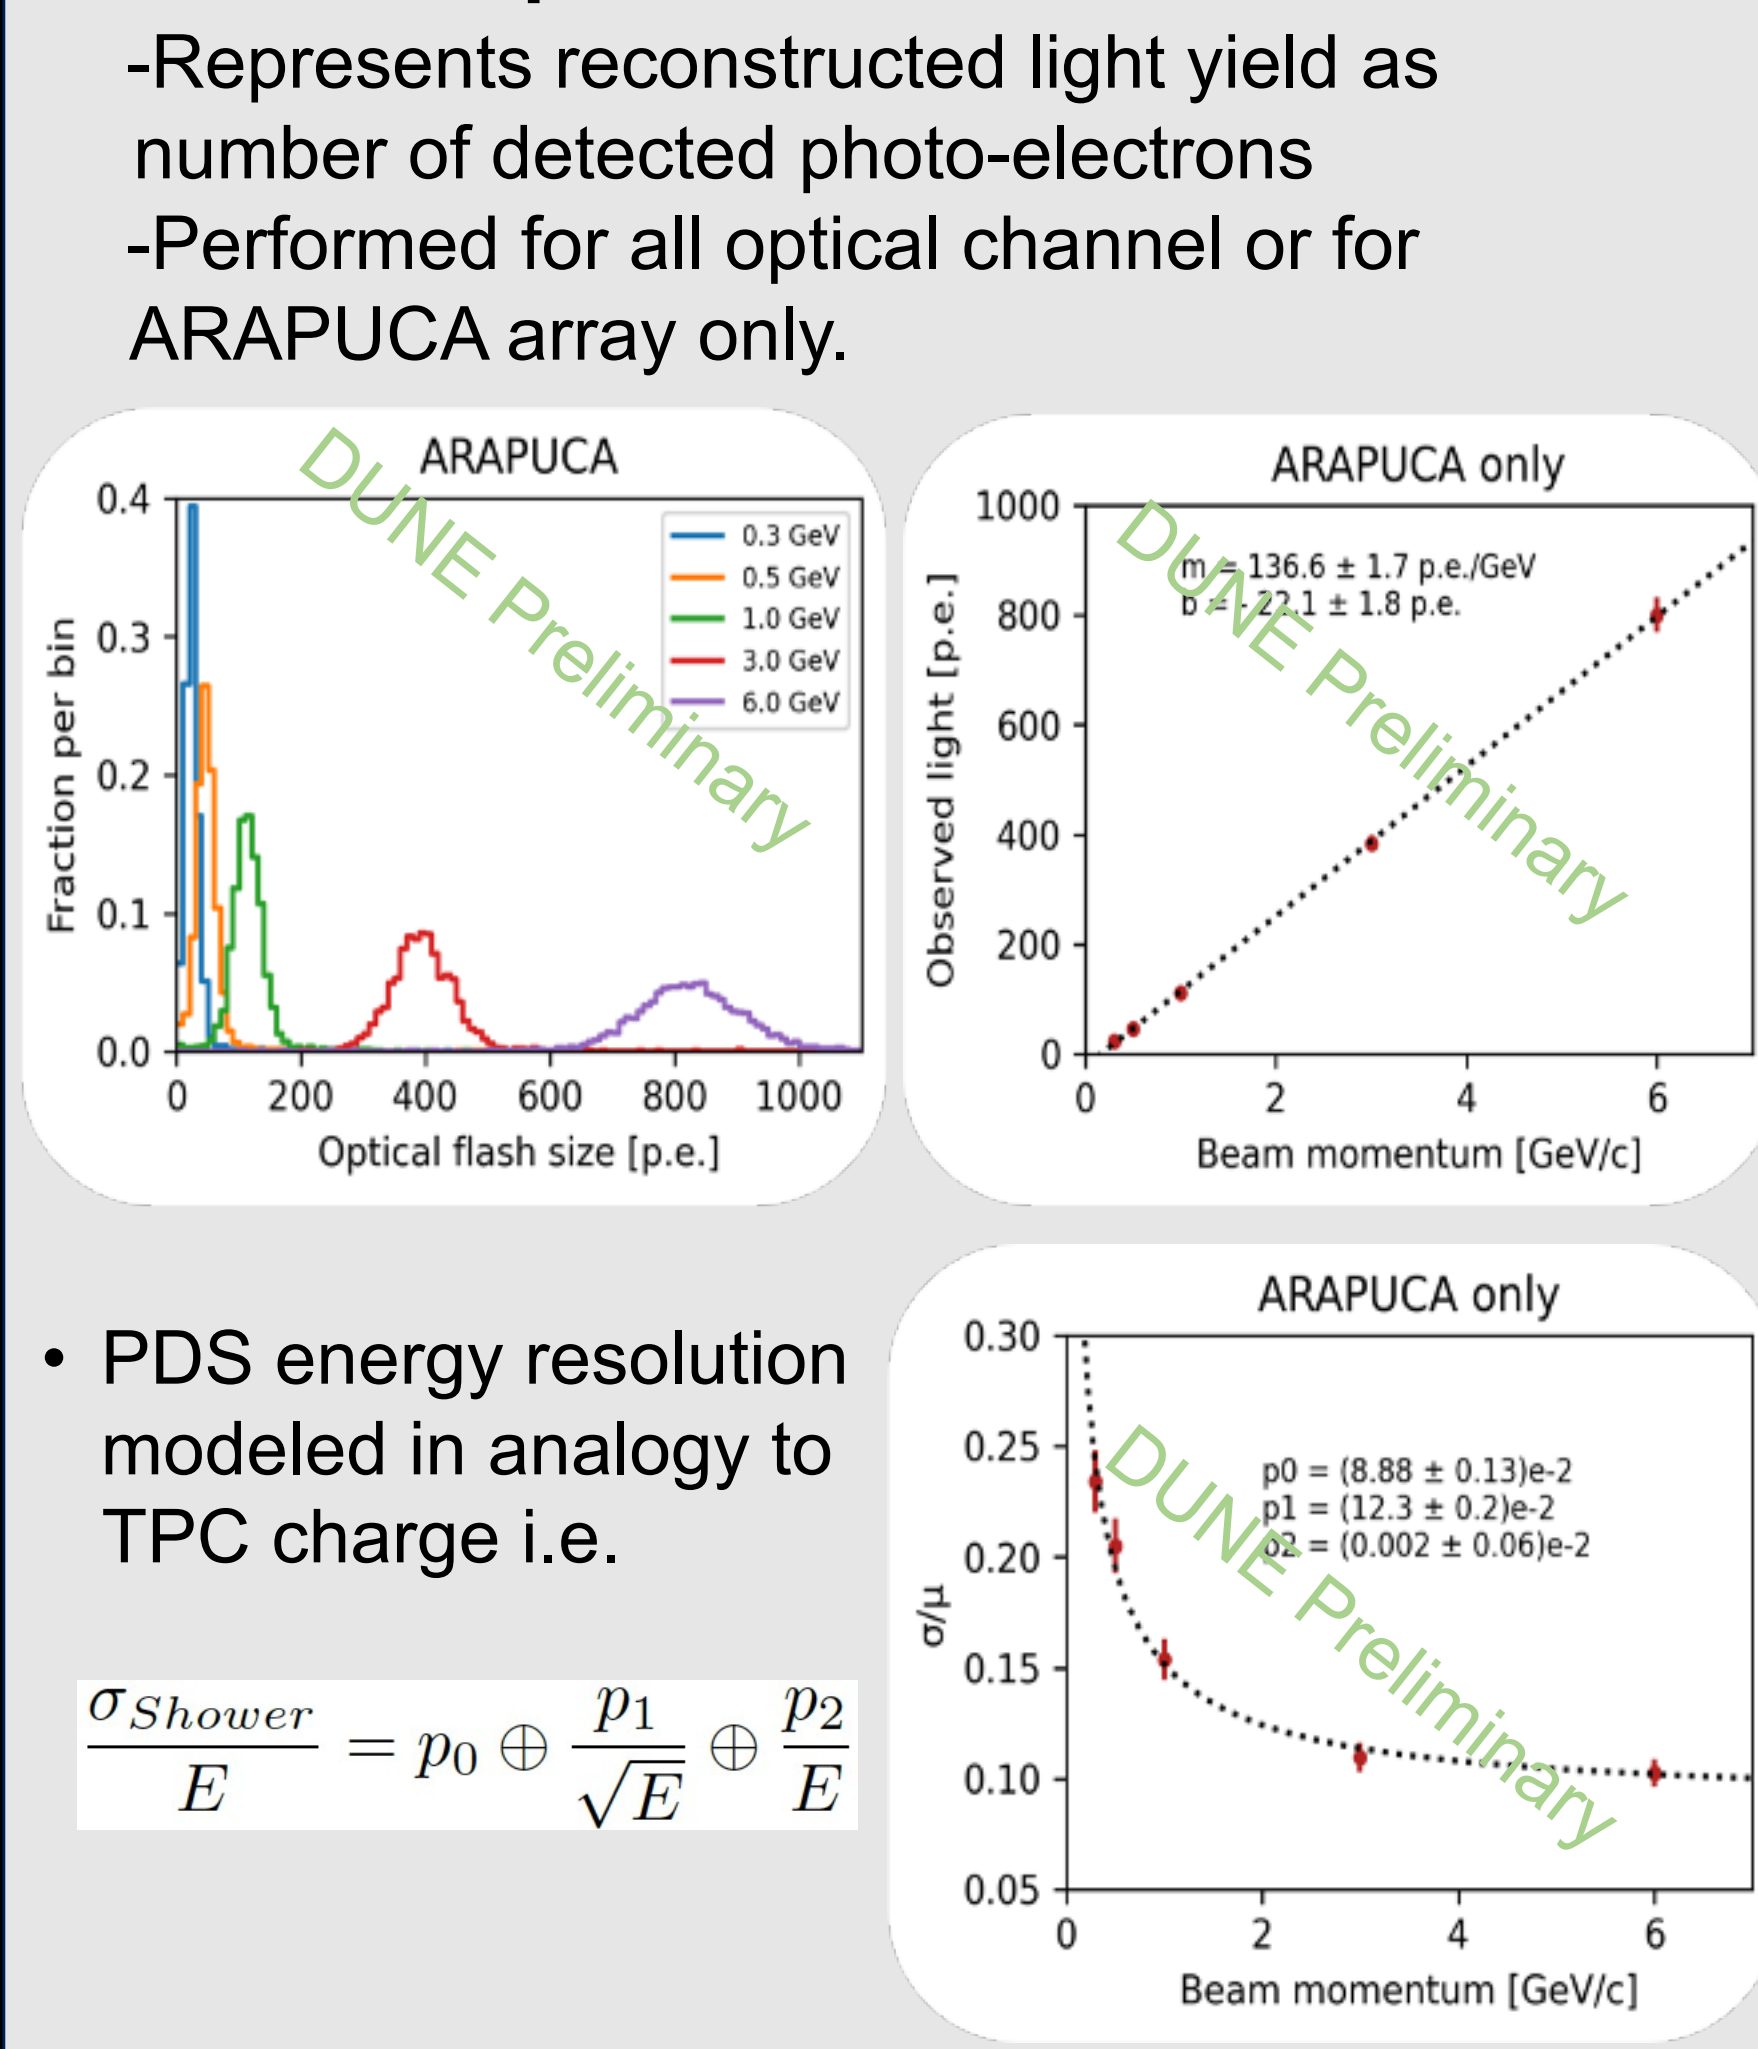 -Represents reconstructed light yield as
number of detected photo-electrons
-Performed for all optical channel or for
ARAPUCA array only.
ARAPUCA
DUNE Preliminary
0.3 GeV
0.5 GeV
1.0 GeV
3.0 GeV
6.0 GeV
0.4
0.3
0.2
0.1
0.0
Fraction per bin
0 200 400 600 800 1000
Optical flash size [p.e.]
ARAPUCA only
DUNE Preliminary
m = 136.6 ± 1.7 p.e./GeV
b = - 22.1 ± 1.8 p.e.
1000
800
600
400
200
0
Observed light [p.e.]
0 2 4 6
Beam momentum [GeV/c]
• PDS energy resolution
modeled in analogy to
TPC charge i.e.
σ_Shower / E = p_0 ⊕ p_1 / √E ⊕ p_2 / E
ARAPUCA only
DUNE Preliminary
p0 = (8.88 ± 0.13)e-2
p1 = (12.3 ± 0.2)e-2
p2 = (0.002 ± 0.06)e-2
0.30
0.25
0.20
0.15
0.10
0.05
σ/μ
0 2 4 6
Beam momentum [GeV/c]